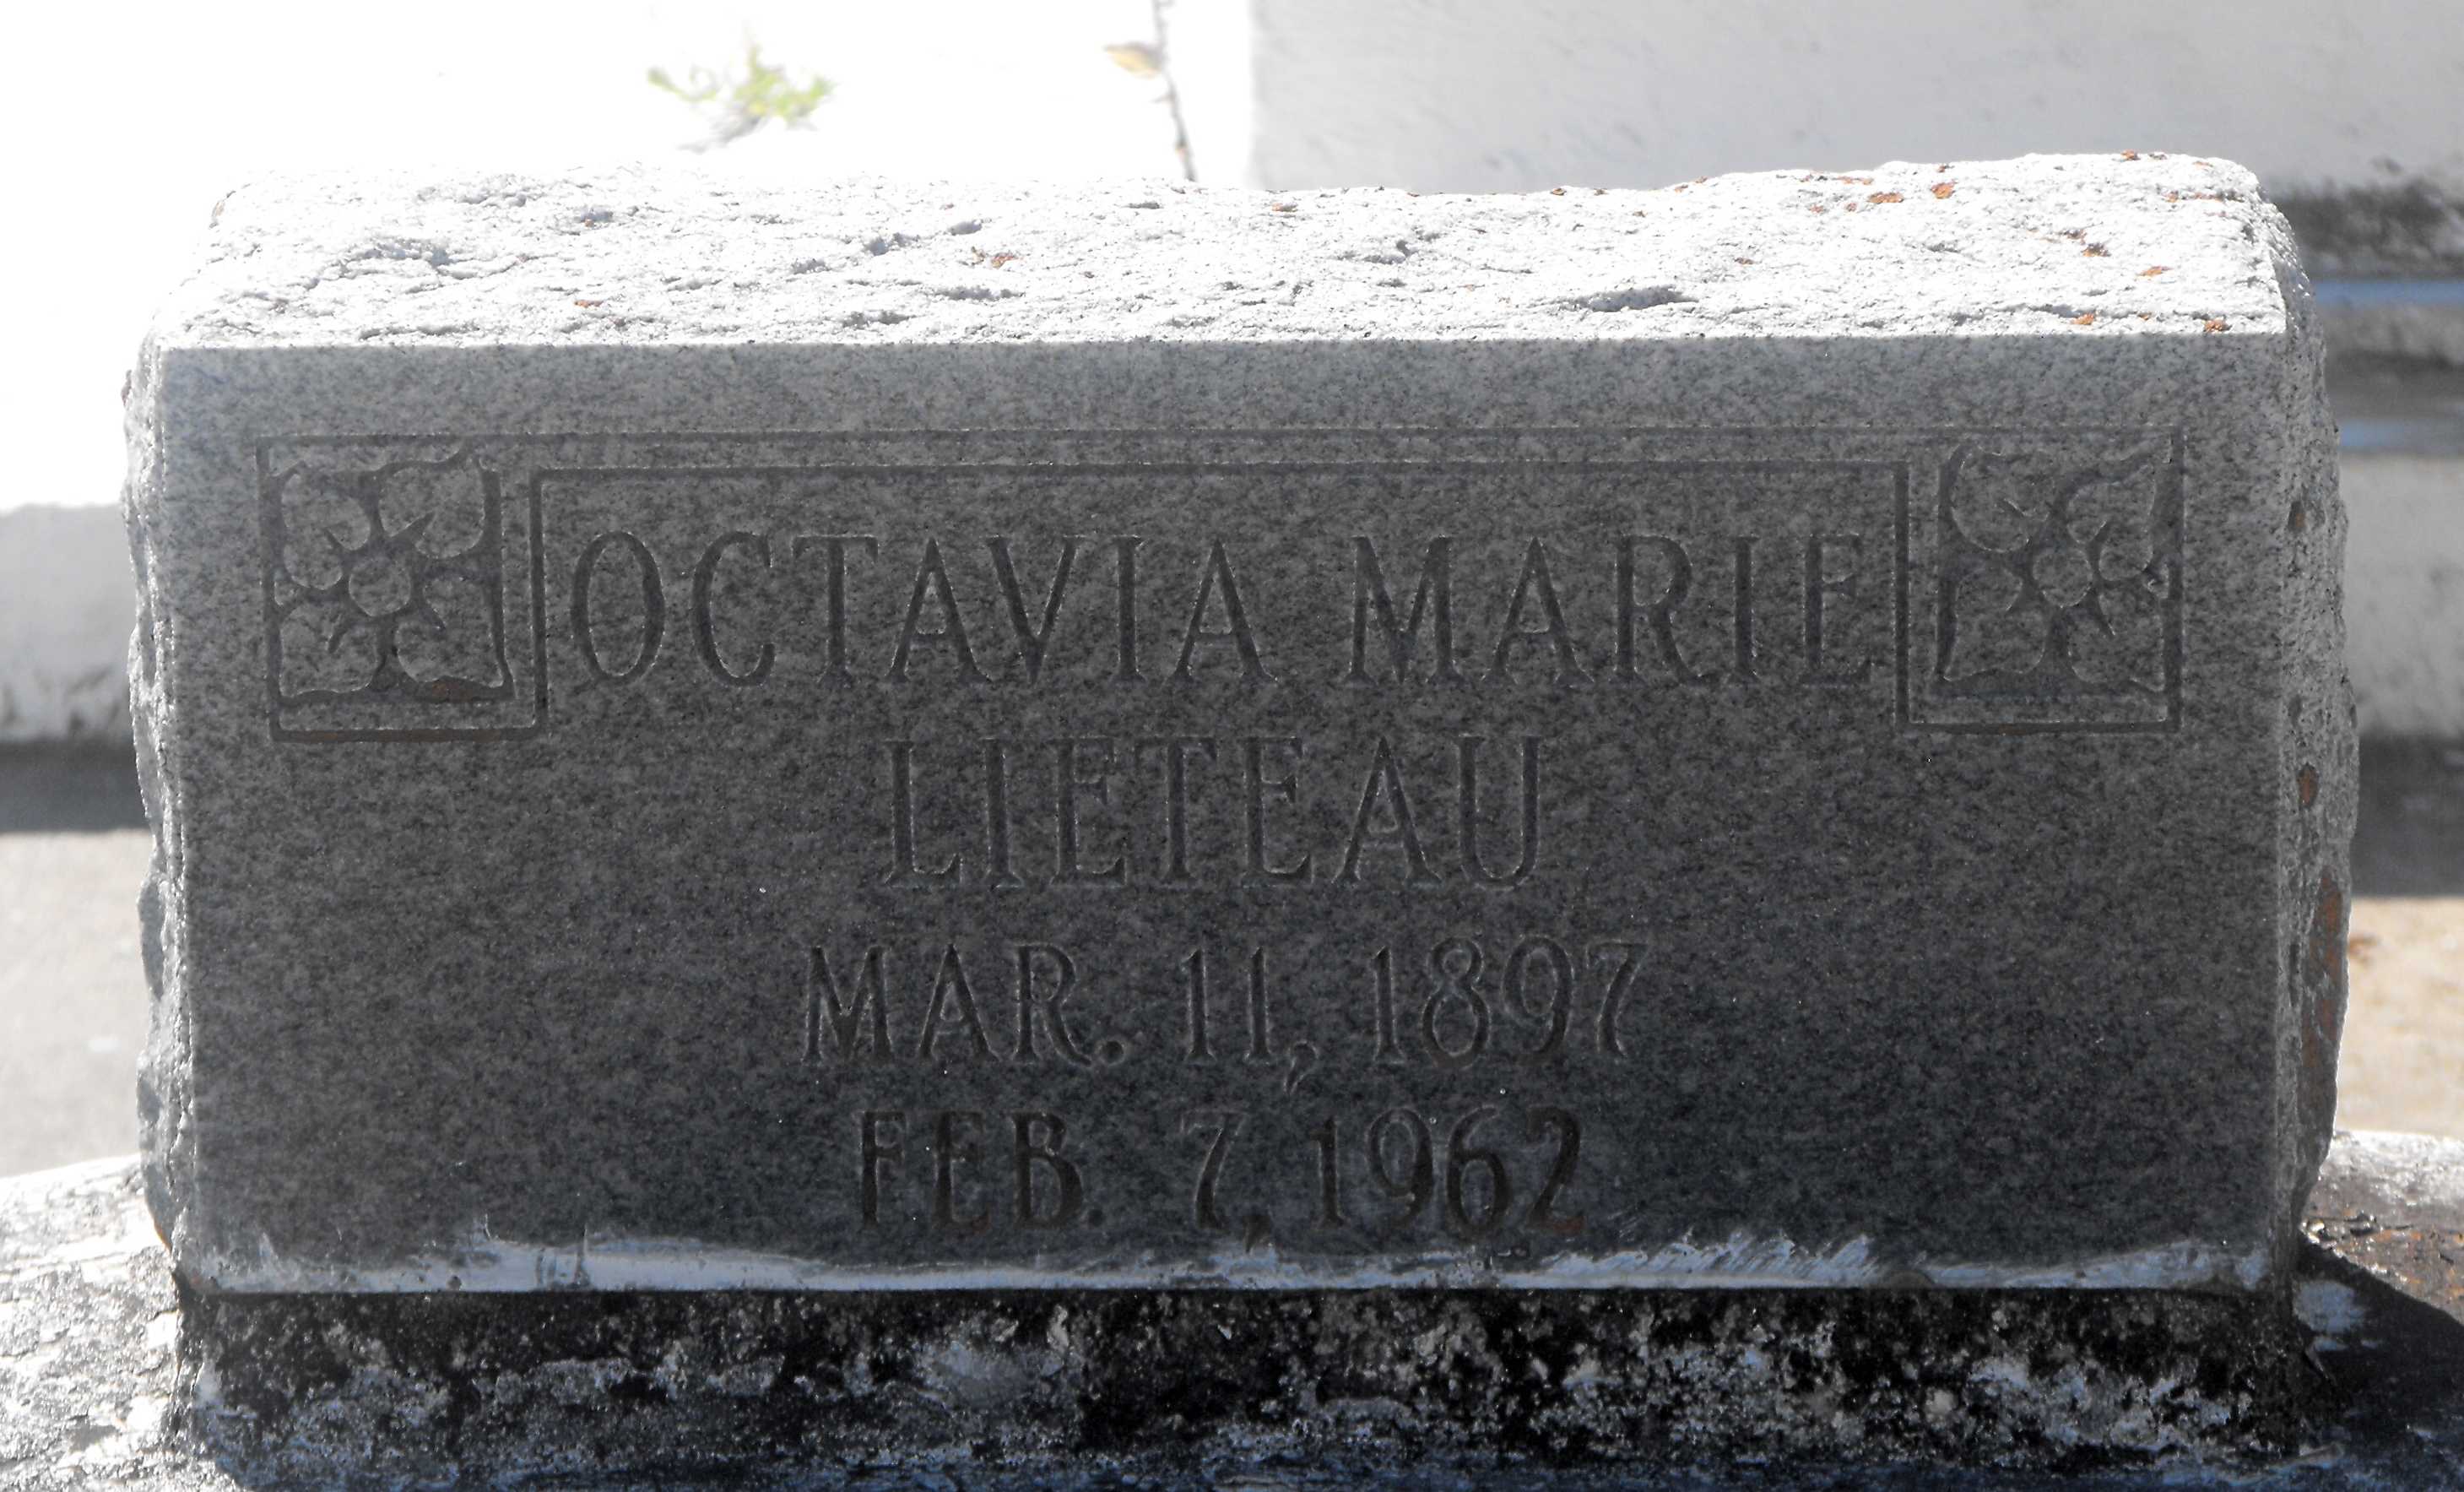 OCTAVIA MARIE
LIETEAU
MAR. 11, 1897
FEB. 7, 1962